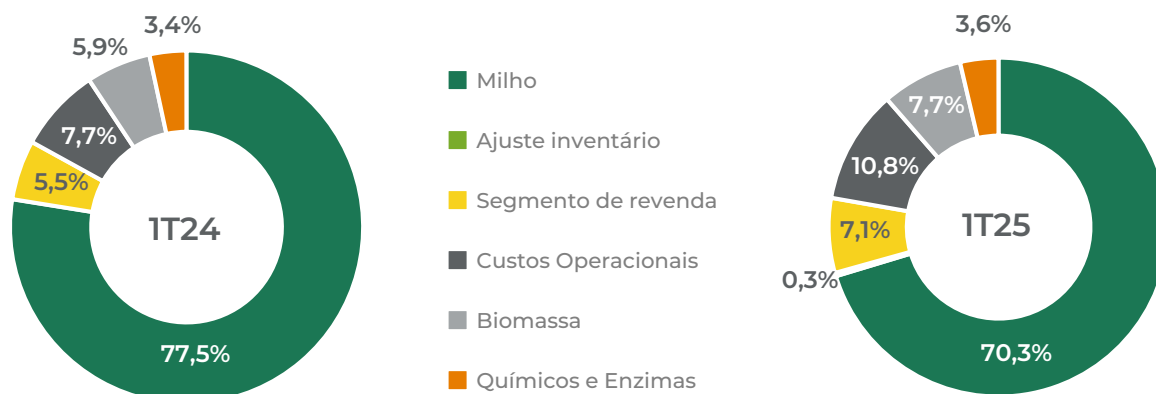 3,4%
5,9%
7,7%
5,5%
1T24
77,5%
Milho
Ajuste inventário
Segmento de revenda
Custos Operacionais
Biomassa
Químicos e Enzimas
3,6%
7,7%
10,8%
7,1%
1T25
0,3%
70,3%